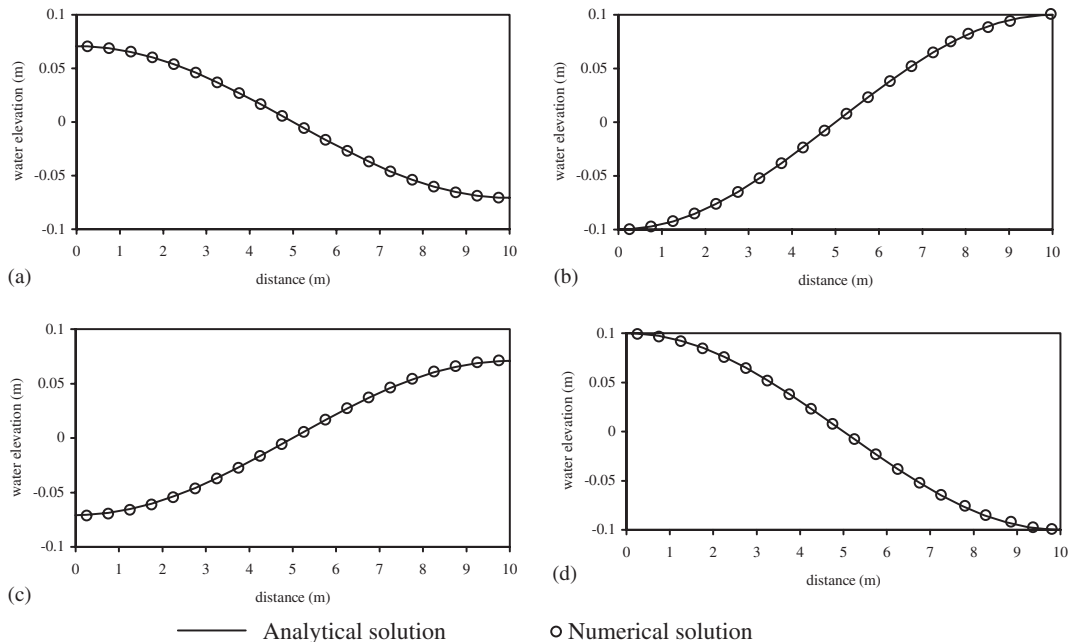 0.1
0.05
0
-0.05
-0.1
water elevation (m)
0 1 2 3 4 5 6 7 8 9 10
distance (m)
(a)
0.1
0.05
0
-0.05
-0.1
water elevation (m)
0 1 2 3 4 5 6 7 8 9 10
distance (m)
(b)
0.1
0.05
0
-0.05
-0.1
water elevation (m)
0 1 2 3 4 5 6 7 8 9 10
distance (m)
(c)
0.1
0.05
0
-0.05
-0.1
water elevation (m)
0 1 2 3 4 5 6 7 8 9 10
distance (m)
(d)
Analytical solution
Numerical solution